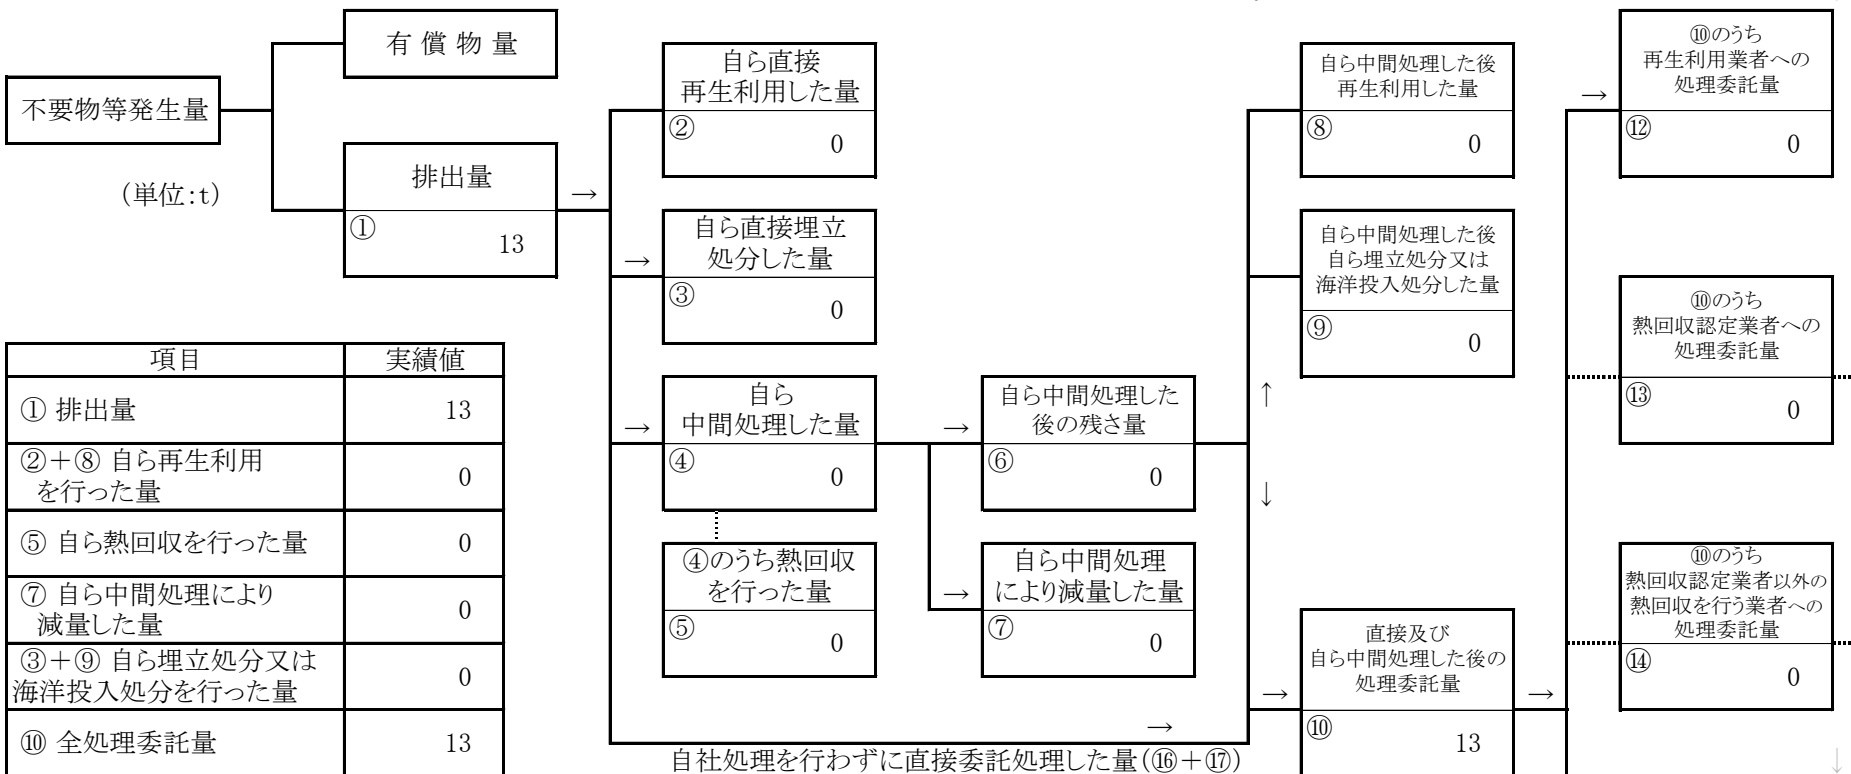 有 償 物 量
不要物等発生量
(単位:t)
排出量
①
13
→
自ら直接
再生利用した量
②
0
→
自ら直接埋立
処分した量
③
0
→
自ら
中間処理した量
④
0
④のうち熱回収
を行った量
⑤
0
→
自ら中間処理した
後の残さ量
⑥
0
→
自ら中間処理
により減量した量
⑦
0
自ら中間処理した後
再生利用した量
⑧
0
自ら中間処理した後
自ら埋立処分又は
海洋投入処分した量
⑨
0
↑
↓
→
直接及び
自ら中間処理した後の
処理委託量
⑩
13
→
自社処理を行わずに直接委託処理した量(⑯+⑰)
→
→
⑩のうち
再生利用業者への
処理委託量
⑫
0
⑩のうち
熱回収認定業者への
処理委託量
⑬
0
⑩のうち
熱回収認定業者以外の
熱回収を行う業者への
処理委託量
⑭
0
↓
項目 実績値
① 排出量 13
②+⑧ 自ら再生利用
を行った量 0
⑤ 自ら熱回収を行った量 0
⑦ 自ら中間処理により
減量した量 0
③+⑨ 自ら埋立処分又は
海洋投入処分を行った量 0
⑩ 全処理委託量 13